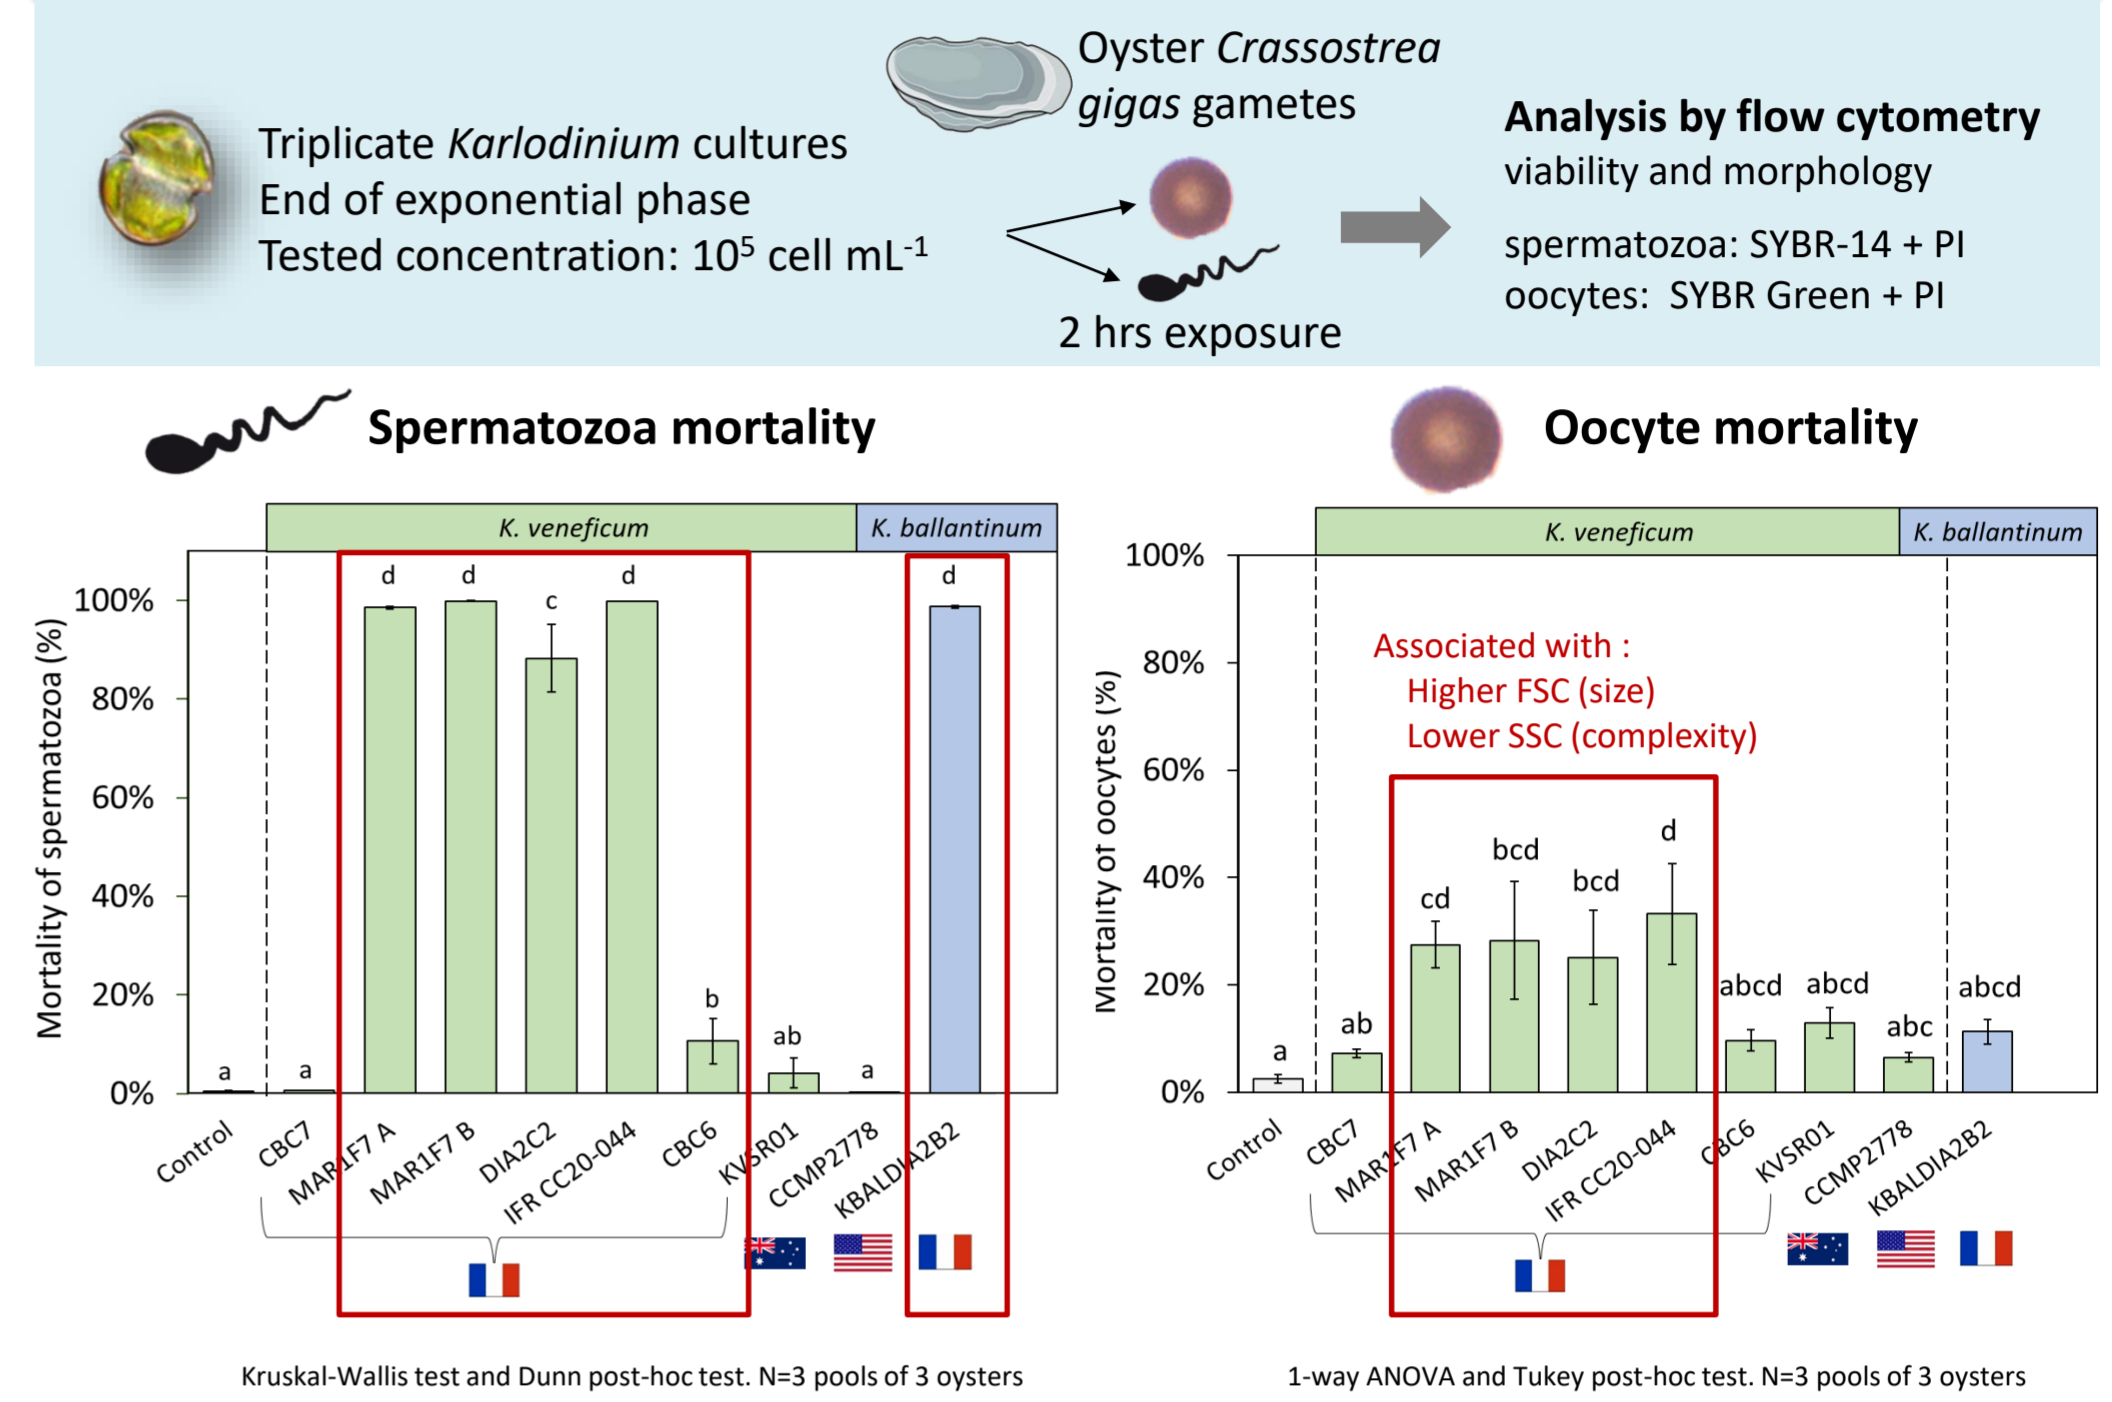 Oyster Crassostrea
gigas gametes
Triplicate Karlodinium cultures
End of exponential phase
Tested concentration: 10⁵ cell mL⁻¹
2 hrs exposure
Analysis by flow cytometry
viability and morphology
spermatozoa: SYBR-14 + PI
oocytes: SYBR Green + PI
Spermatozoa mortality
K. veneficum
K. ballantinum
Mortality of spermatozoa (%)
100%
80%
60%
40%
20%
0%
a
a
d
d
c
d
b
ab
a
d
Control
CBC7
MAR1F7 A
MAR1F7 B
DIA2C2
IFR CC20-044
CBC6
KVSR01
CCMP2778
KBALDIA2B2
Kruskal-Wallis test and Dunn post-hoc test. N=3 pools of 3 oysters
Oocyte mortality
K. veneficum
K. ballantinum
Mortality of oocytes (%)
100%
80%
60%
40%
20%
0%
Associated with :
Higher FSC (size)
Lower SSC (complexity)
a
ab
cd
bcd
bcd
d
abcd
abcd
abc
abcd
Control
CBC7
MAR1F7 A
MAR1F7 B
DIA2C2
IFR CC20-044
CBC6
KVSR01
CCMP2778
KBALDIA2B2
1-way ANOVA and Tukey post-hoc test. N=3 pools of 3 oysters